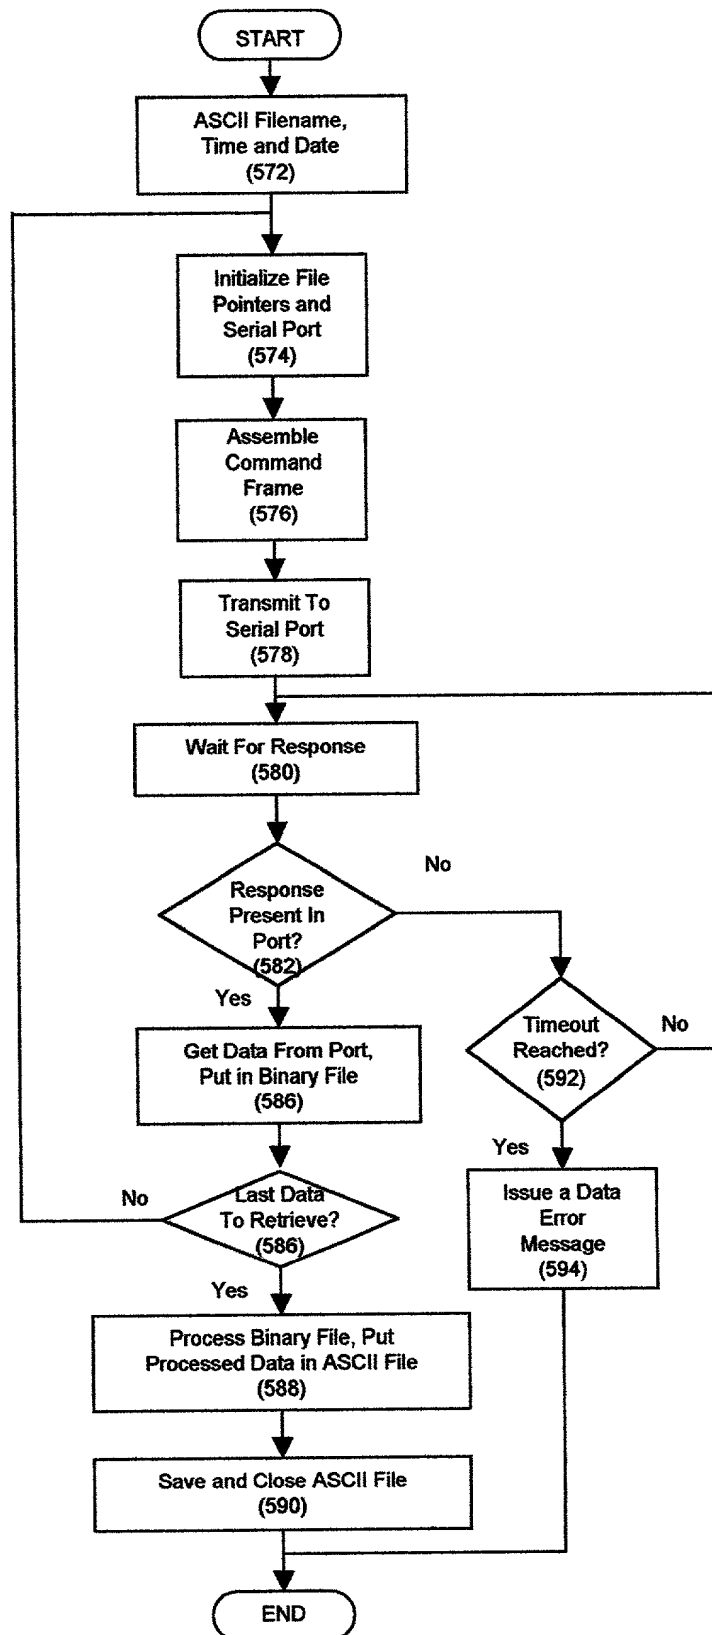 START
ASCII Filename,
Time and Date
(572)
Initialize File
Pointers and
Serial Port
(574)
Assemble
Command
Frame
(576)
Transmit To
Serial Port
(578)
Wait For Response
(580)
No
Response
Present In
Port?
(582)
Yes
Timeout
Reached?
(592)
No
Get Data From Port,
Put in Binary File
(586)
Yes
No
Last Data
To Retrieve?
(586)
Issue a Data
Error
Message
(594)
Yes
Process Binary File, Put
Processed Data in ASCII File
(588)
Save and Close ASCII File
(590)
END